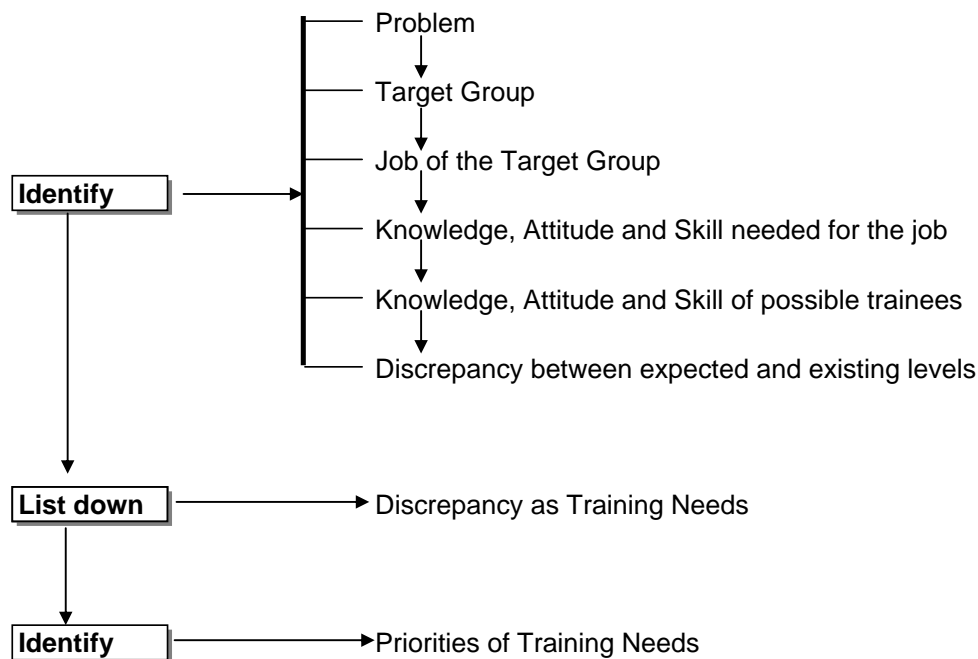 Problem
Target Group
Job of the Target Group
Identify
Knowledge, Attitude and Skill needed for the job
Knowledge, Attitude and Skill of possible trainees
Discrepancy between expected and existing levels
List down
Discrepancy as Training Needs
Identify
Priorities of Training Needs